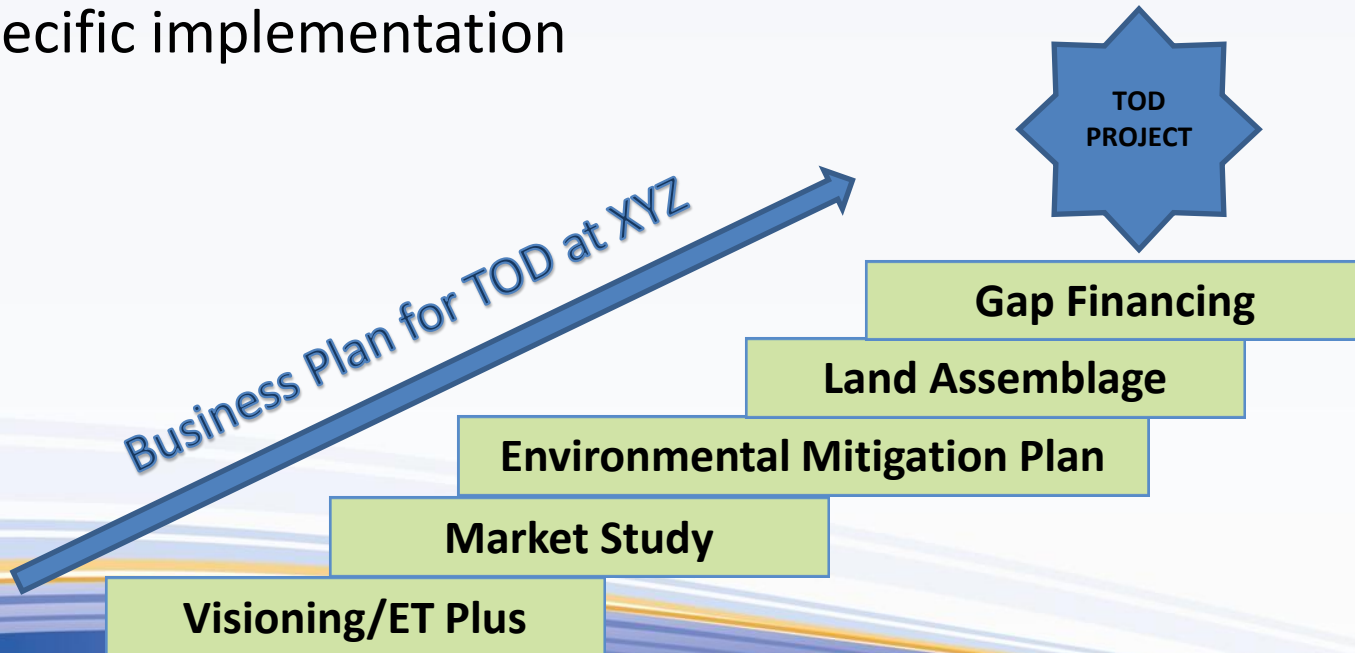 ecific implementation
TOD
PROJECT
Business Plan for TOD at XYZ
Gap Financing
Land Assemblage
Environmental Mitigation Plan
Market Study
Visioning/ET Plus